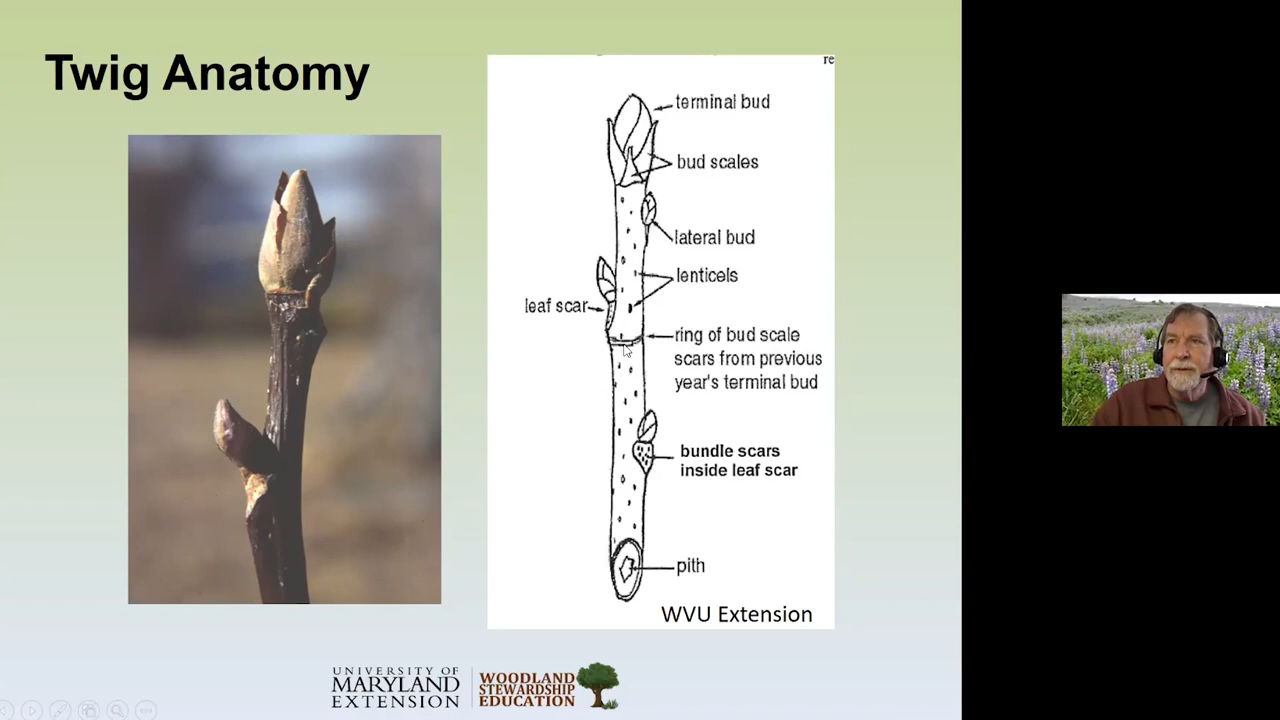 Twig Anatomy
re
terminal bud
bud scales
lateral bud
lenticels
leaf scar
ring of bud scale
scars from previous
year's terminal bud
bundle scars
inside leaf scar
pith
WVU Extension
UNIVERSITY OF
MARYLAND
EXTENSION
WOODLAND
STEWARDSHIP
EDUCATION